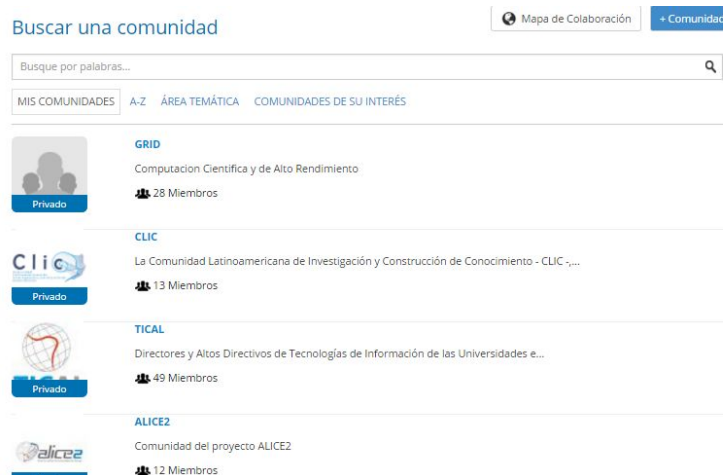 Buscar una comunidad
Mapa de Colaboración
+ Comunidad
Busque por palabras...
MIS COMUNIDADES A-Z ÁREA TEMÁTICA COMUNIDADES DE SU INTERÉS
GRID
Computacion Cientifica y de Alto Rendimiento
28 Miembros
Privado
CLIC
Clic
La Comunidad Latinoamericana de Investigación y Construcción de Conocimiento - CLIC -,...
13 Miembros
Privado
TICAL
Directores y Altos Directivos de Tecnologías de Información de las Universidades e...
49 Miembros
Privado
ALICE2
alice2
Comunidad del proyecto ALICE2
12 Miembros